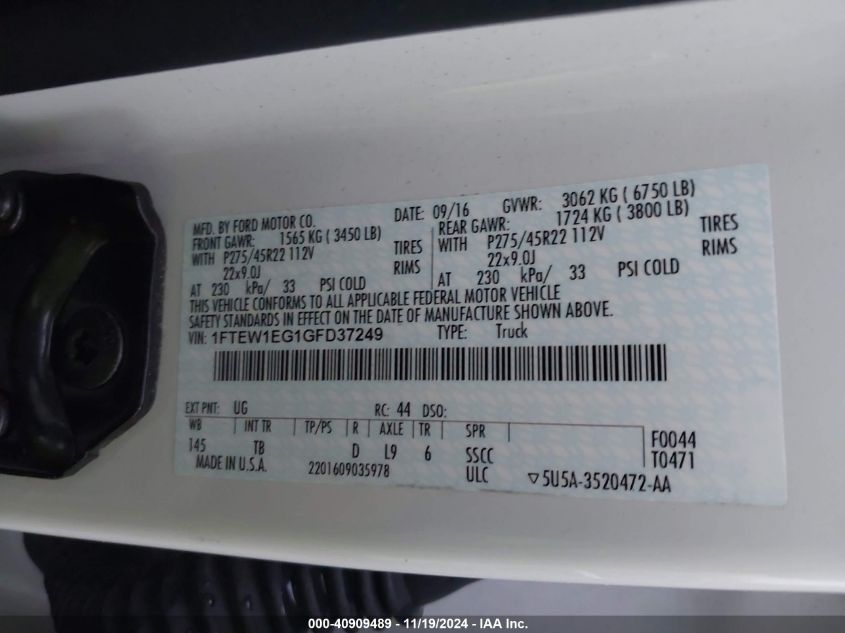 MFD. BY FORD MOTOR CO.
DATE: 09/16 GVWR: 3062 KG ( 6750 LB)
FRONT GAWR: 1565 KG ( 3450 LB) REAR GAWR: 1724 KG ( 3800 LB)
WITH P275/45R22 112V TIRES WITH P275/45R22 112V TIRES
22x9.0J RIMS 22x9.0J RIMS
AT 230 kPa/ 33 PSI COLD AT 230 kPa/ 33 PSI COLD
THIS VEHICLE CONFORMS TO ALL APPLICABLE FEDERAL MOTOR VEHICLE
SAFETY STANDARDS IN EFFECT ON THE DATE OF MANUFACTURE SHOWN ABOVE.
VIN: 1FTEW1EG1GFD37249 TYPE: Truck
EXT PNT: UG RC: 44 DSO:
WB INT TR TP/PS R AXLE TR SPR
145 TB D L9 6 SSCC F0044
T0471
MADE IN U.S.A. 2201609035978 ULC ▽5U5A-3520472-AA
000-40909489 - 11/19/2024 - IAA Inc.